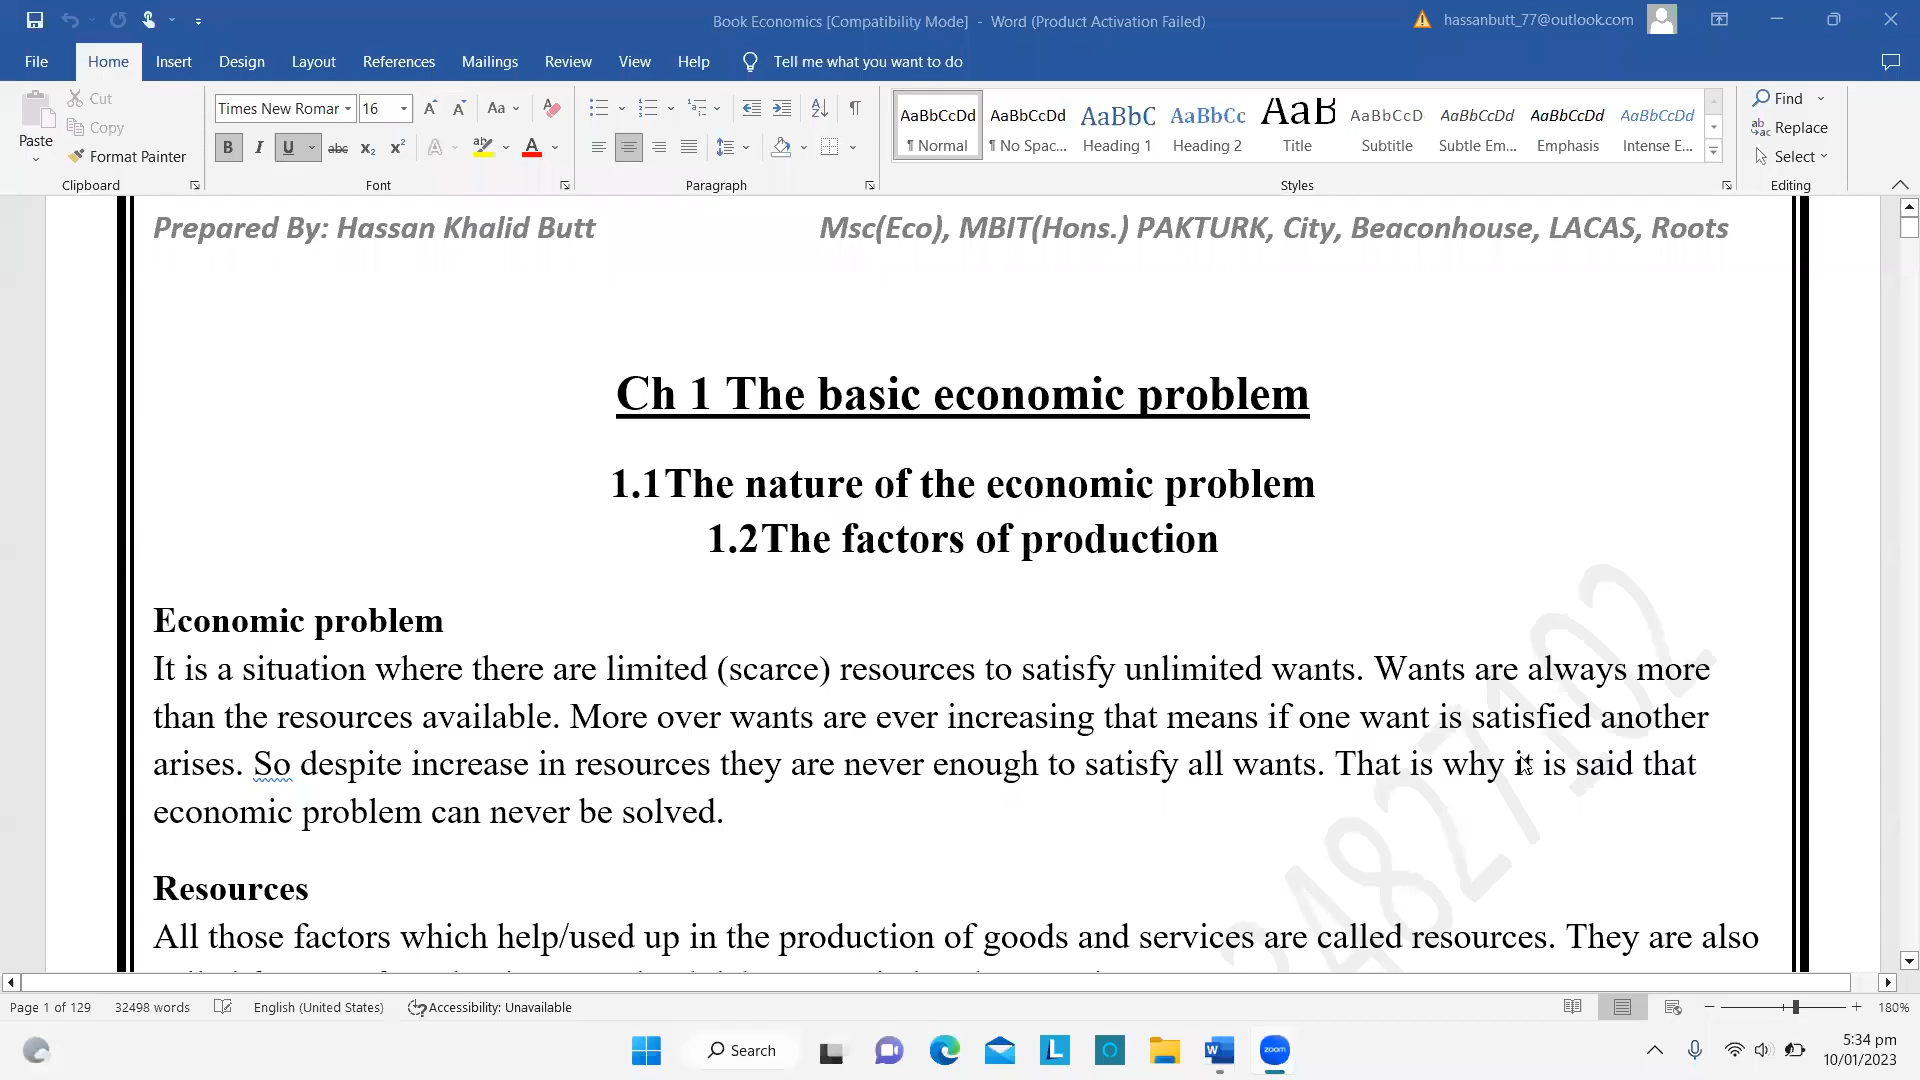 Book Economics [Compatibility Mode] - Word (Product Activation Failed)
hassanbutt_77@outlook.com
File Home Insert Design Layout References Mailings Review View Help Tell me what you want to do
Paste
Cut
Copy
Format Painter
Clipboard
Times New Roman 16
Font
Paragraph
AaBbCcDd AaBbCcDd AaBbC AaBbCc AaB AaBbCcD AaBbCcDd AaBbCcDd AaBbCcDd
¶ Normal ¶ No Spac... Heading 1 Heading 2 Title Subtitle Subtle Em... Emphasis Intense E...
Styles
Find
Replace
Select
Editing
Prepared By: Hassan Khalid Butt Msc(Eco), MBIT(Hons.) PAKTURK, City, Beaconhouse, LACAS, Roots
Ch 1 The basic economic problem
1.1The nature of the economic problem
1.2The factors of production
Economic problem
It is a situation where there are limited (scarce) resources to satisfy unlimited wants. Wants are always more
than the resources available. More over wants are ever increasing that means if one want is satisfied another
arises. So despite increase in resources they are never enough to satisfy all wants. That is why it is said that
economic problem can never be solved.
Resources
All those factors which help/used up in the production of goods and services are called resources. They are also
34827102
Page 1 of 129 32498 words English (United States) Accessibility: Unavailable 180%
Search
zoom
5:34 pm
10/01/2023